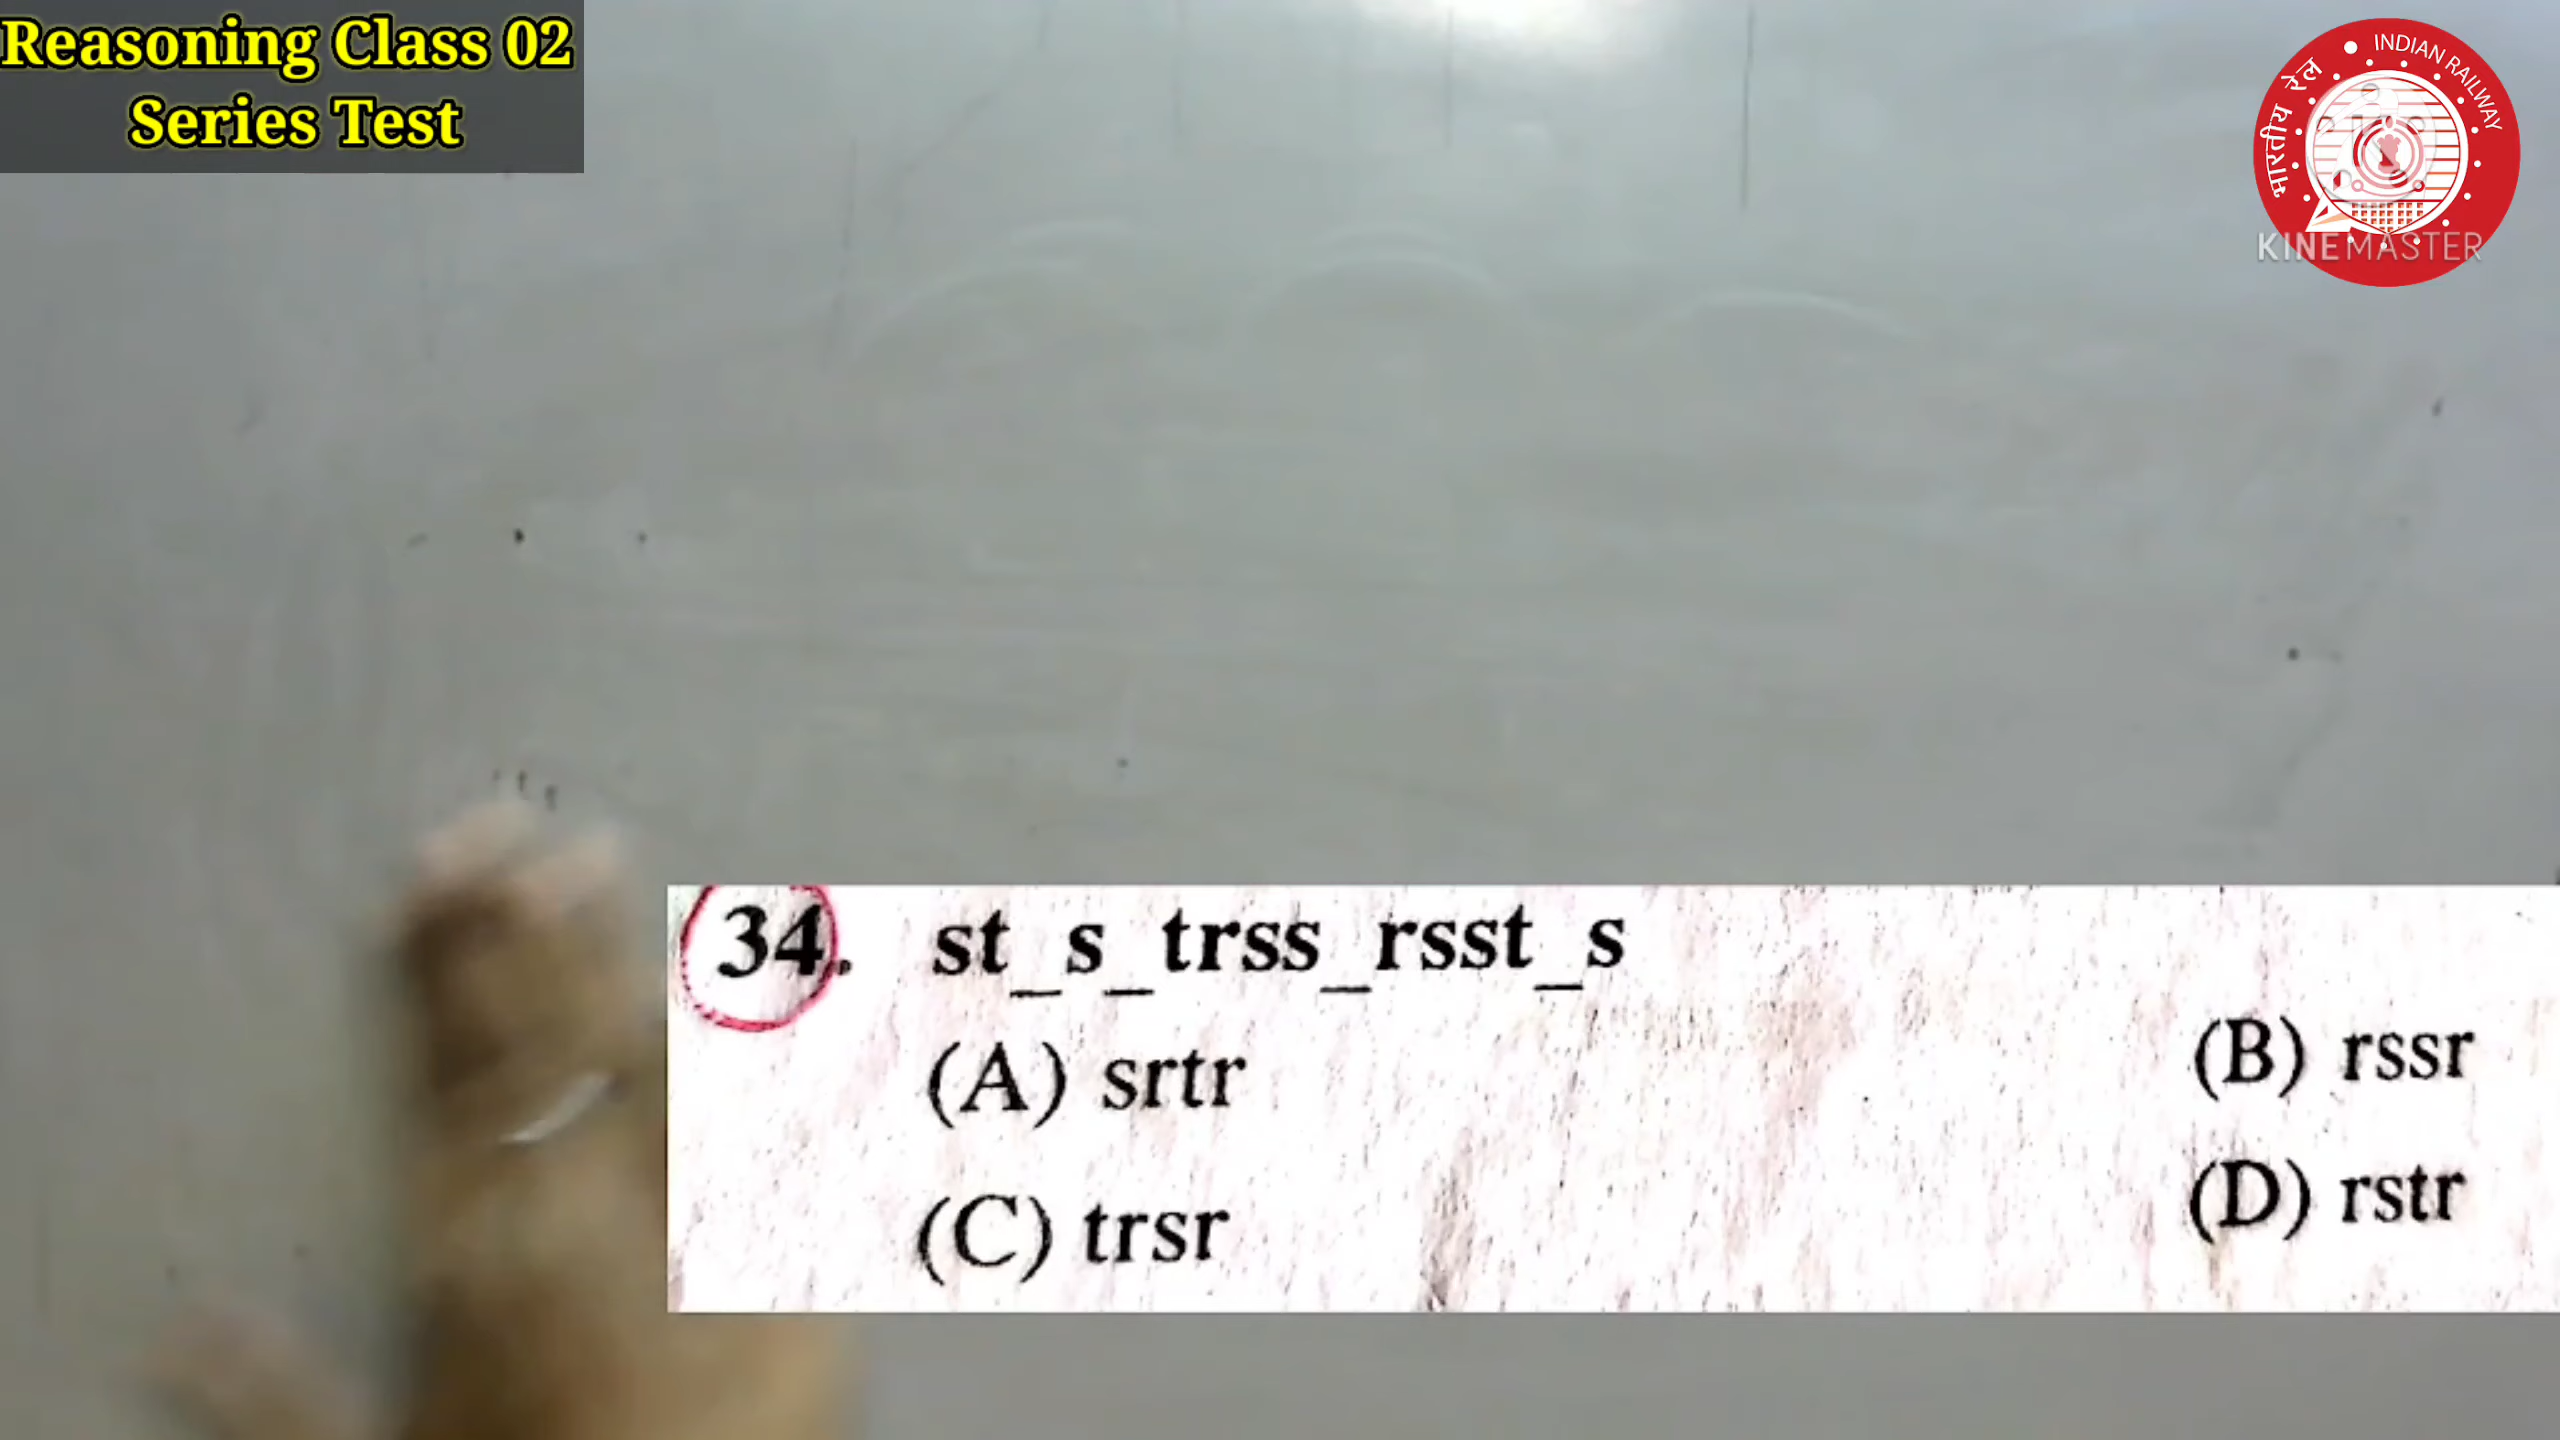 Reasoning Class 02
Series Test
INDIAN RAILWAY
भारतीय रेल
KINEMASTER
34. st_s_trss_rsst_s
(A) srtr
(B) rssr
(C) trsr
(D) rstr